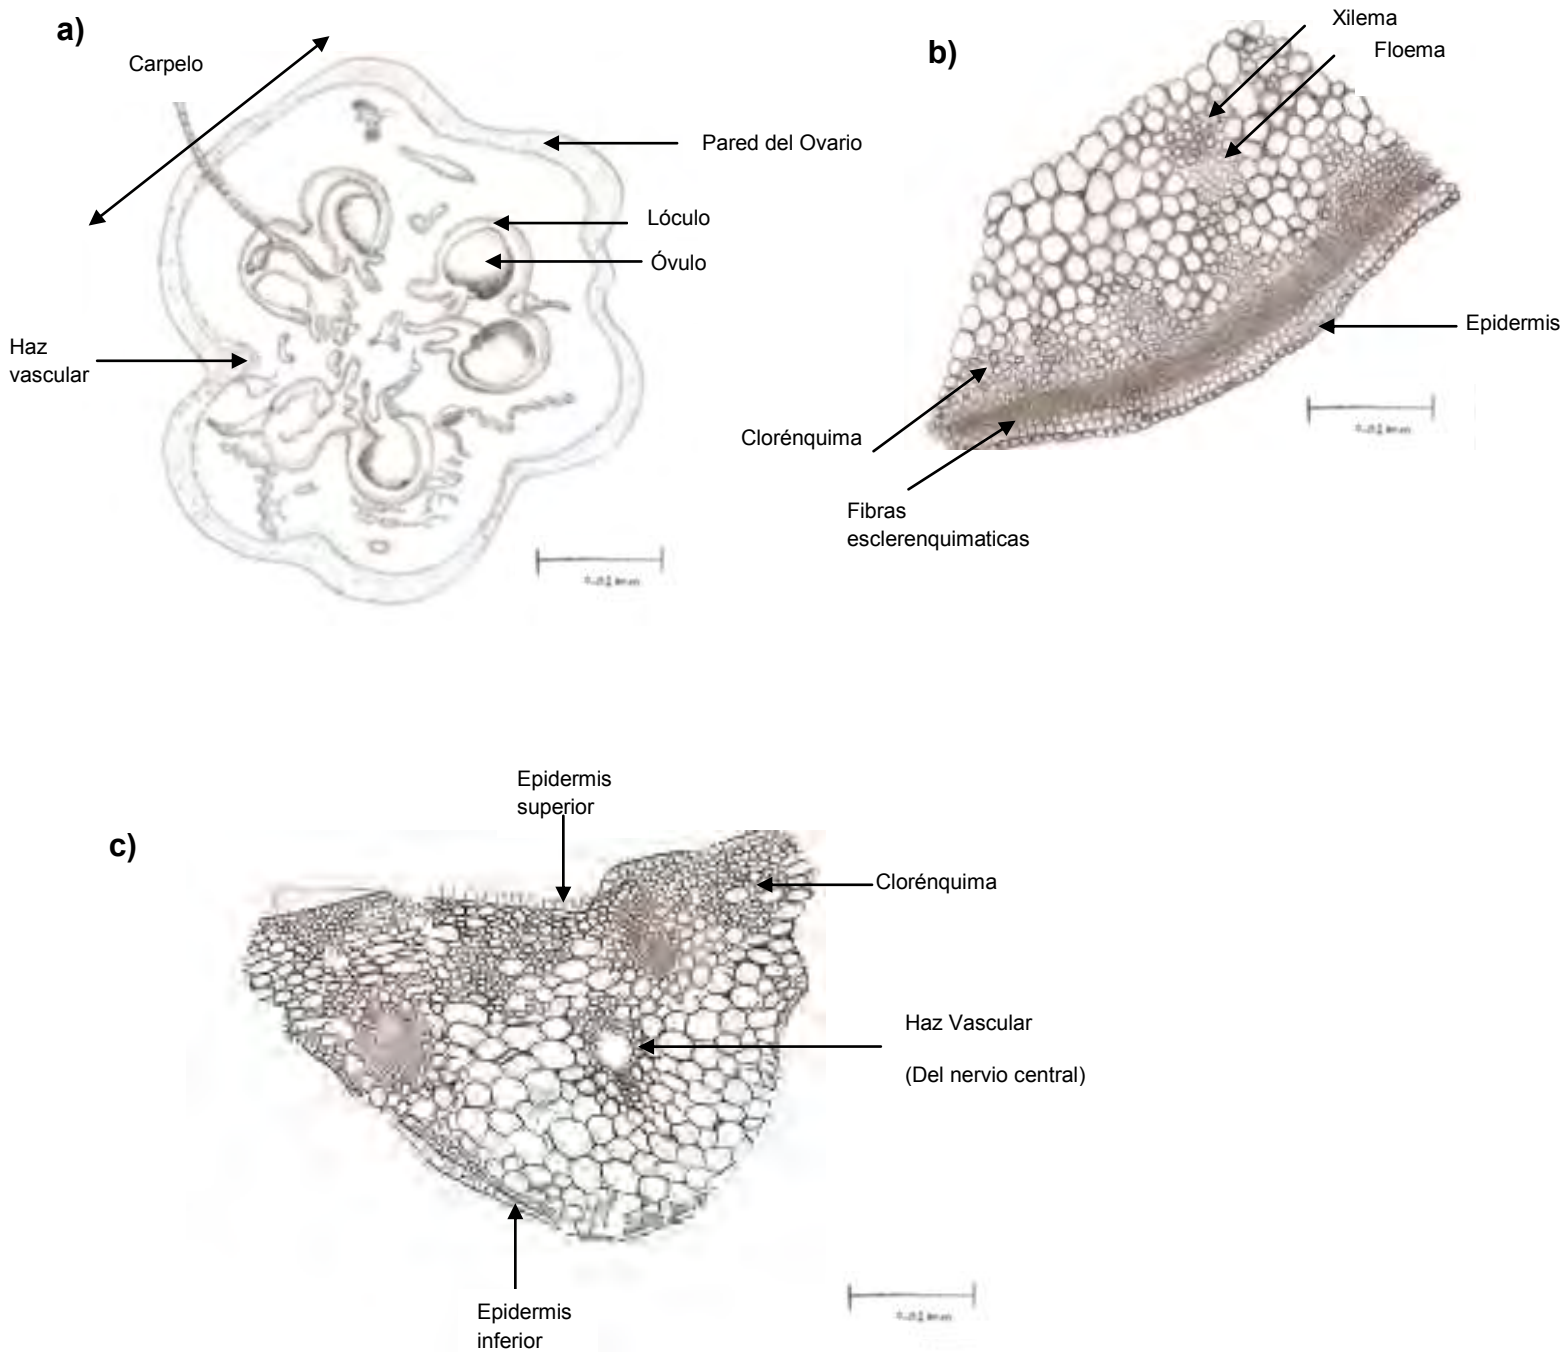 a)
Carpelo
Pared del Ovario
Lóculo
Óvulo
Haz
vascular
b)
Xilema
Floema
Epidermis
Clorénquima
Fibras
esclerenquimaticas
c)
Epidermis
superior
Clorénquima
Haz Vascular
(Del nervio central)
Epidermis
inferior